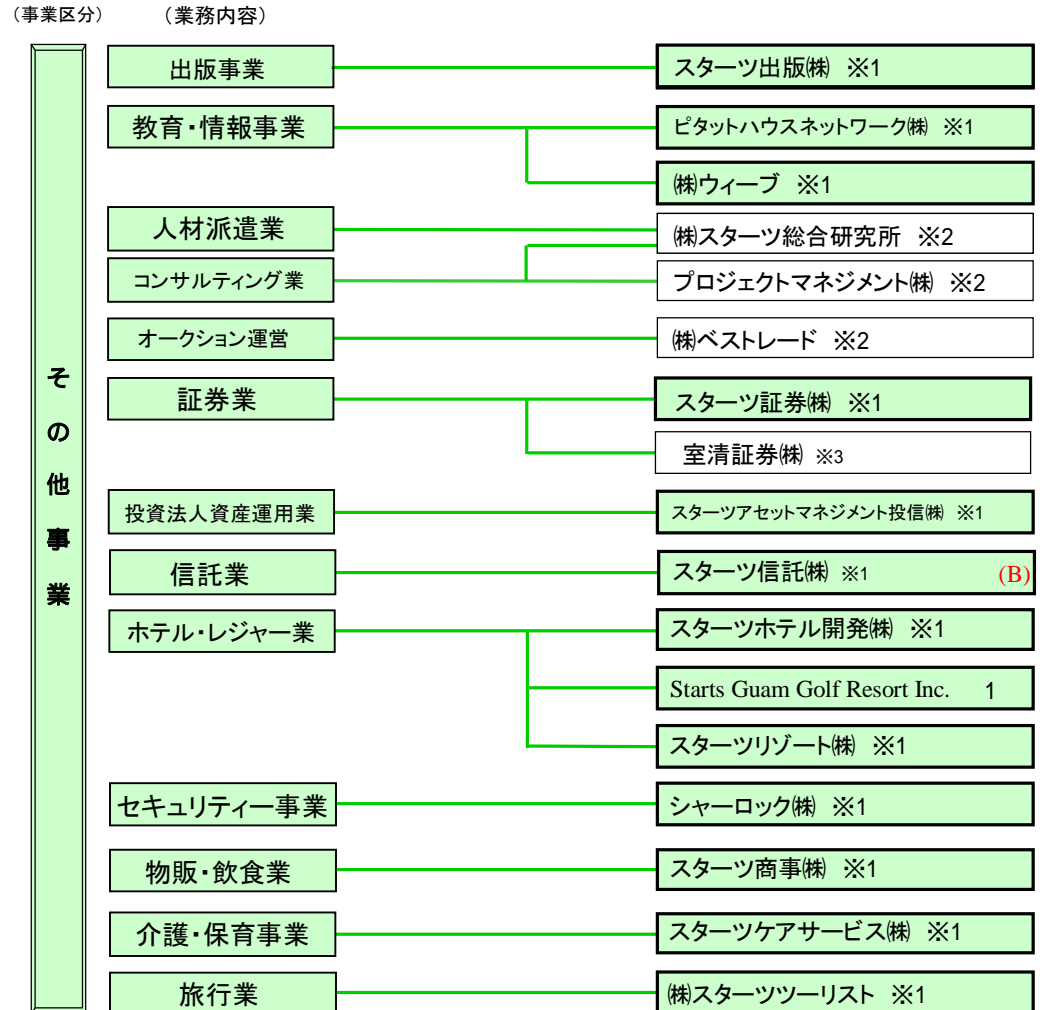 （事業区分）　（業務内容）
その他事業
出版事業　スターツ出版㈱　※1
教育・情報事業　ピタットハウスネットワーク㈱　※1
㈱ウィーブ　※1
人材派遣業　㈱スターツ総合研究所　※2
コンサルティング業　プロジェクトマネジメント㈱　※2
オークション運営　㈱ベストレード　※2
証券業　スターツ証券㈱　※1
室清証券㈱　※3
投資法人資産運用業　スターツアセットマネジメント投信㈱　※1
信託業　スターツ信託㈱　※1　(B)
ホテル・レジャー業　スターツホテル開発㈱　※1
Starts Guam Golf Resort Inc.　1
スターツリゾート㈱　※1
セキュリティー事業　シャーロック㈱　※1
物販・飲食業　スターツ商事㈱　※1
介護・保育事業　スターツケアサービス㈱　※1
旅行業　㈱スターツツーリスト　※1